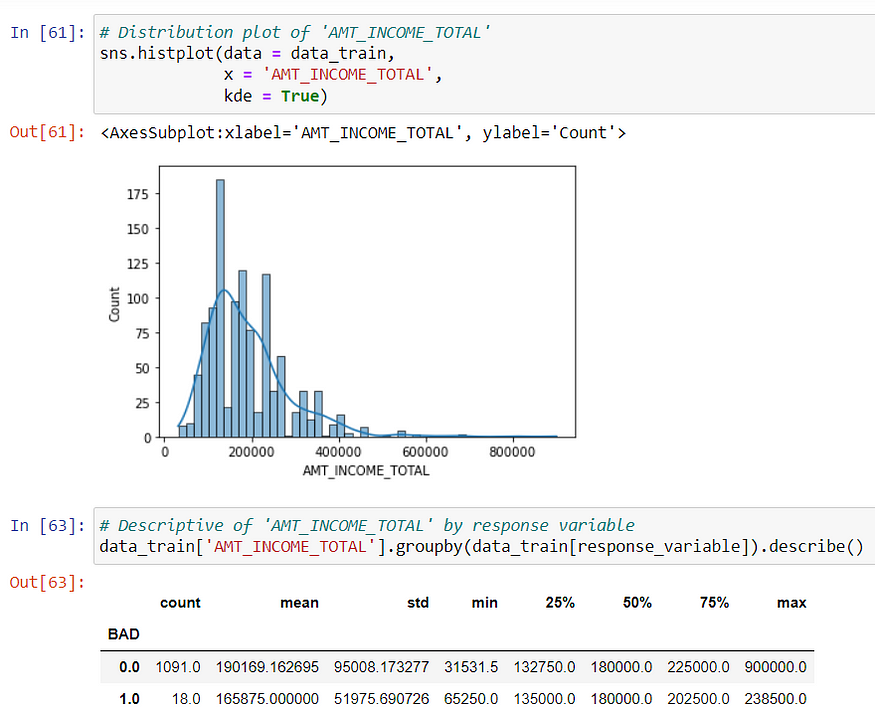 In [61]: # Distribution plot of 'AMT_INCOME_TOTAL'
sns.histplot(data = data_train,
x = 'AMT_INCOME_TOTAL',
kde = True)
Out[61]: <AxesSubplot:xlabel='AMT_INCOME_TOTAL', ylabel='Count'>
175
150
125
100
75
50
25
0
Count
0 200000 400000 600000 800000
AMT_INCOME_TOTAL
In [63]: # Descriptive of 'AMT_INCOME_TOTAL' by response variable
data_train['AMT_INCOME_TOTAL'].groupby(data_train[response_variable]).describe()
Out[63]:
count mean std min 25% 50% 75% max
BAD
0.0 1091.0 190169.162695 95008.173277 31531.5 132750.0 180000.0 225000.0 900000.0
1.0 18.0 165875.000000 51975.690726 65250.0 135000.0 180000.0 202500.0 238500.0